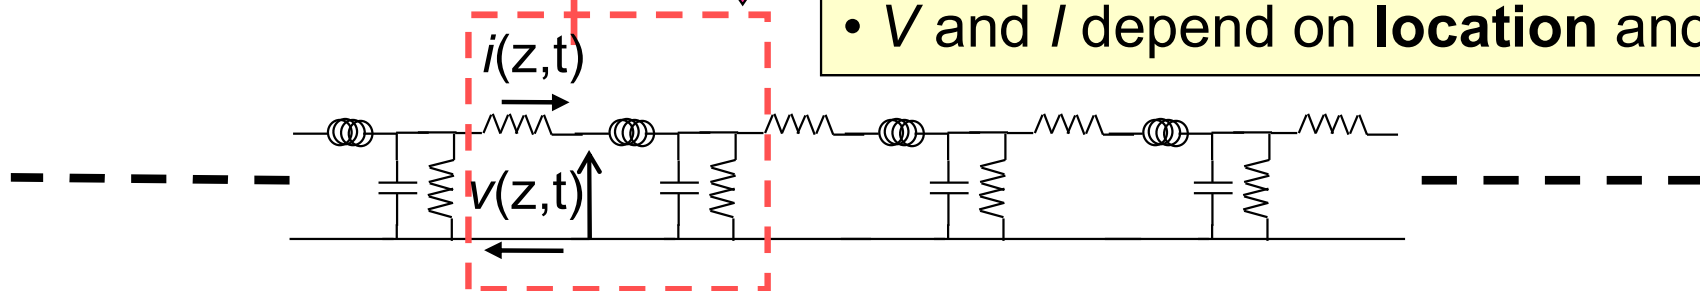 • V and I depend on location and
i(z,t)
v(z,t)